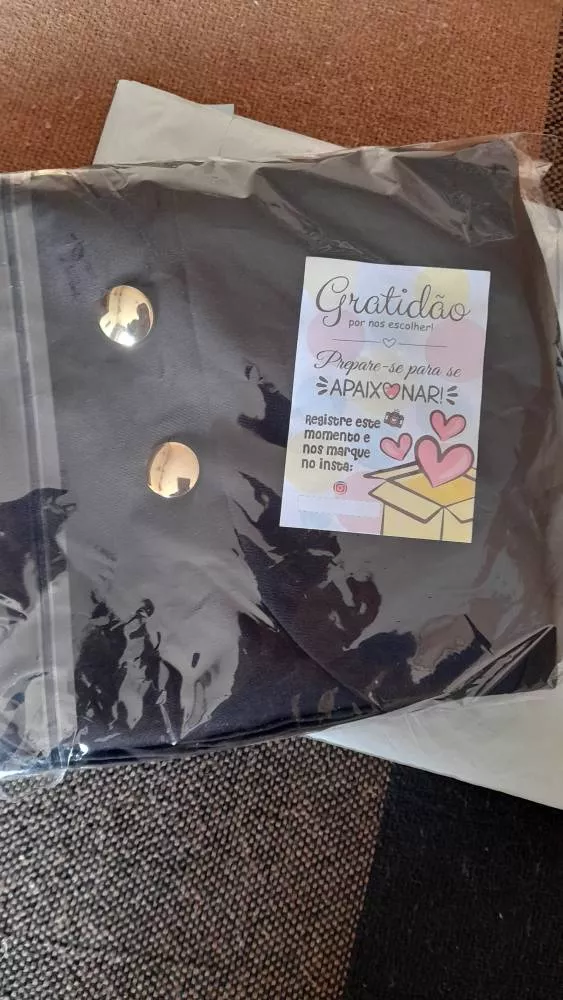 Gratidão
por nos escolher!
Prepare-se para se
APAIXONAR!
Registre este
momento e
nos marque
no insta: